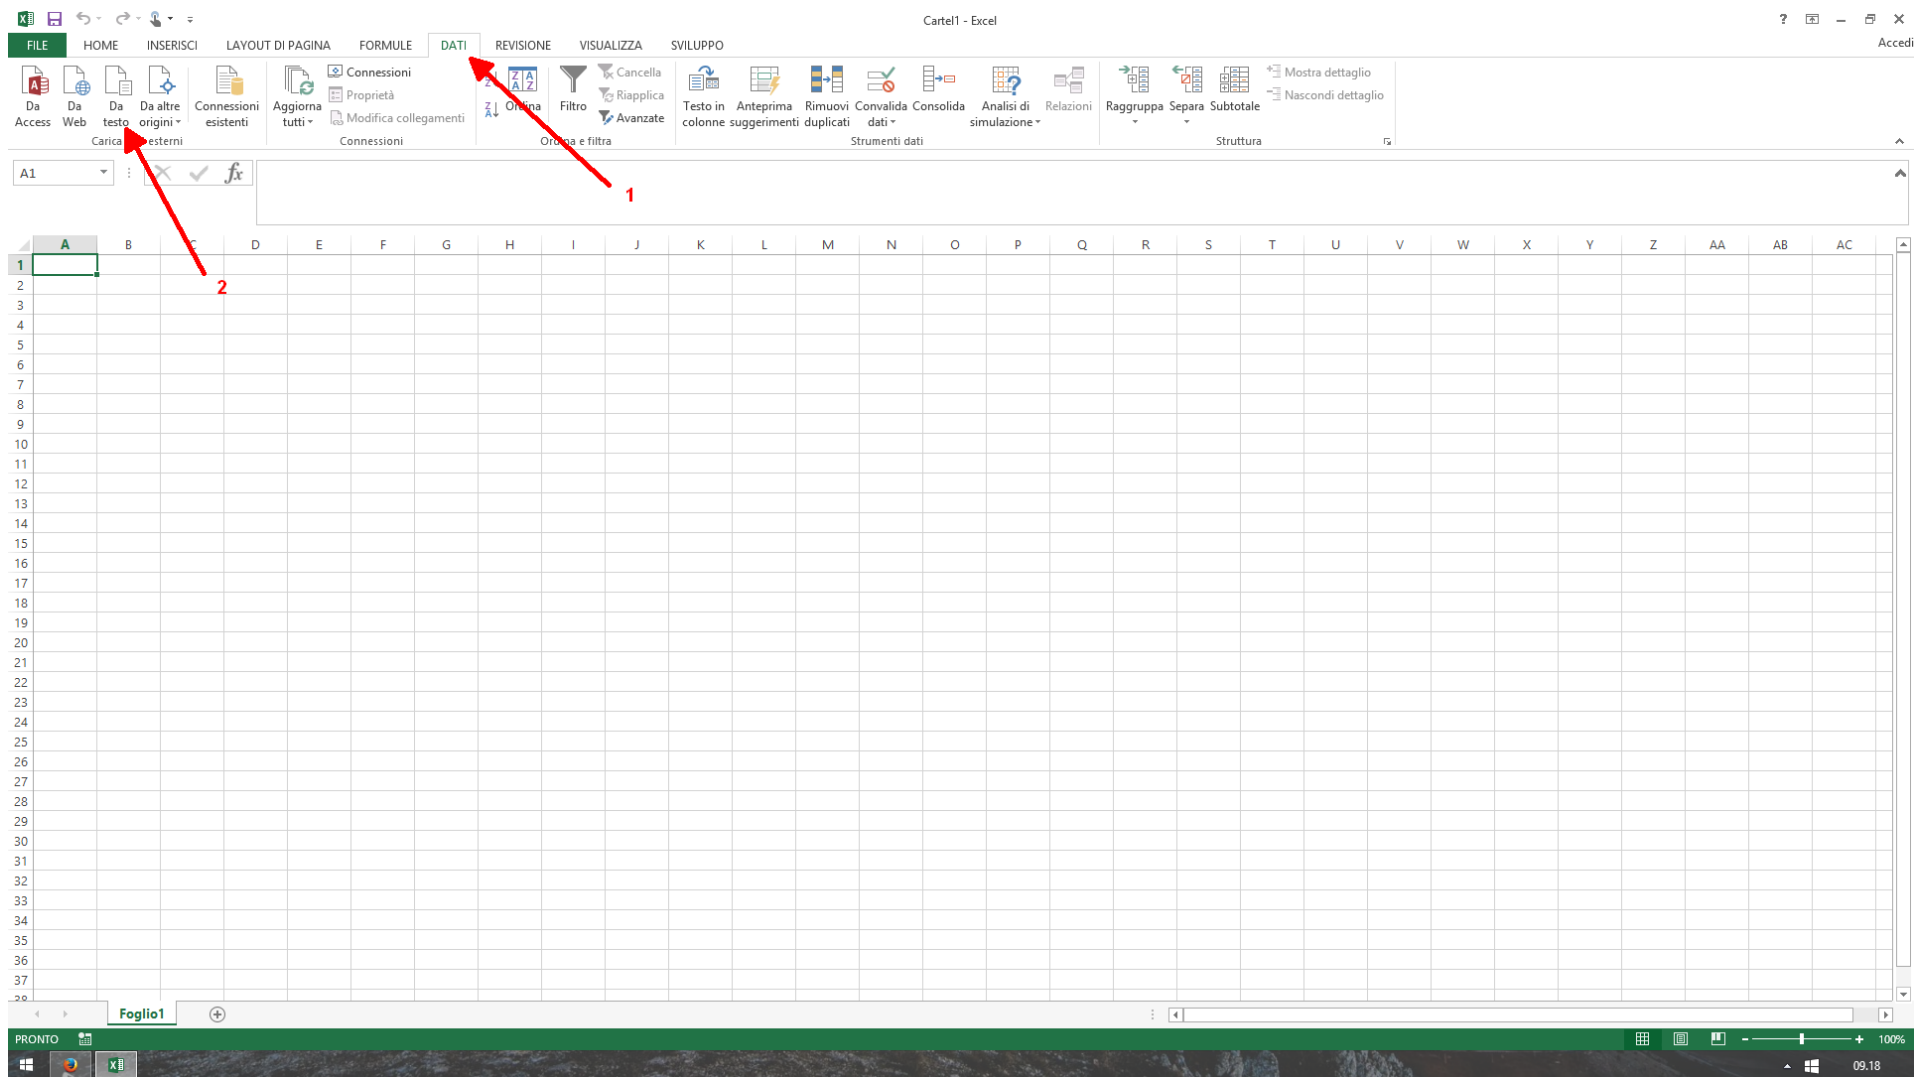 Cartel1 - Excel
?
FILE HOME INSERISCI LAYOUT DI PAGINA FORMULE DATI REVISIONE VISUALIZZA SVILUPPO
Accedi
Da Access
Da Web
Da testo
Da altre origini
Connessioni esistenti
Aggiorna tutti
Connessioni
Proprietà
Modifica collegamenti
Ordina
Filtro
Cancella
Riapplica
Avanzate
Testo in colonne
Anteprima suggerimenti
Rimuovi duplicati
Convalida dati
Consolida
Analisi di simulazione
Relazioni
Raggruppa
Separa
Subtotale
Mostra dettaglio
Nascondi dettaglio
Carica esterni
Connessioni
Ordina e filtra
Strumenti dati
Struttura
A1
fx
1
2
A B C D E F G H I J K L M N O P Q R S T U V W X Y Z AA AB AC
1
2
3
4
5
6
7
8
9
10
11
12
13
14
15
16
17
18
19
20
21
22
23
24
25
26
27
28
29
30
31
32
33
34
35
36
37
38
Foglio1
PRONTO
100%
09.18